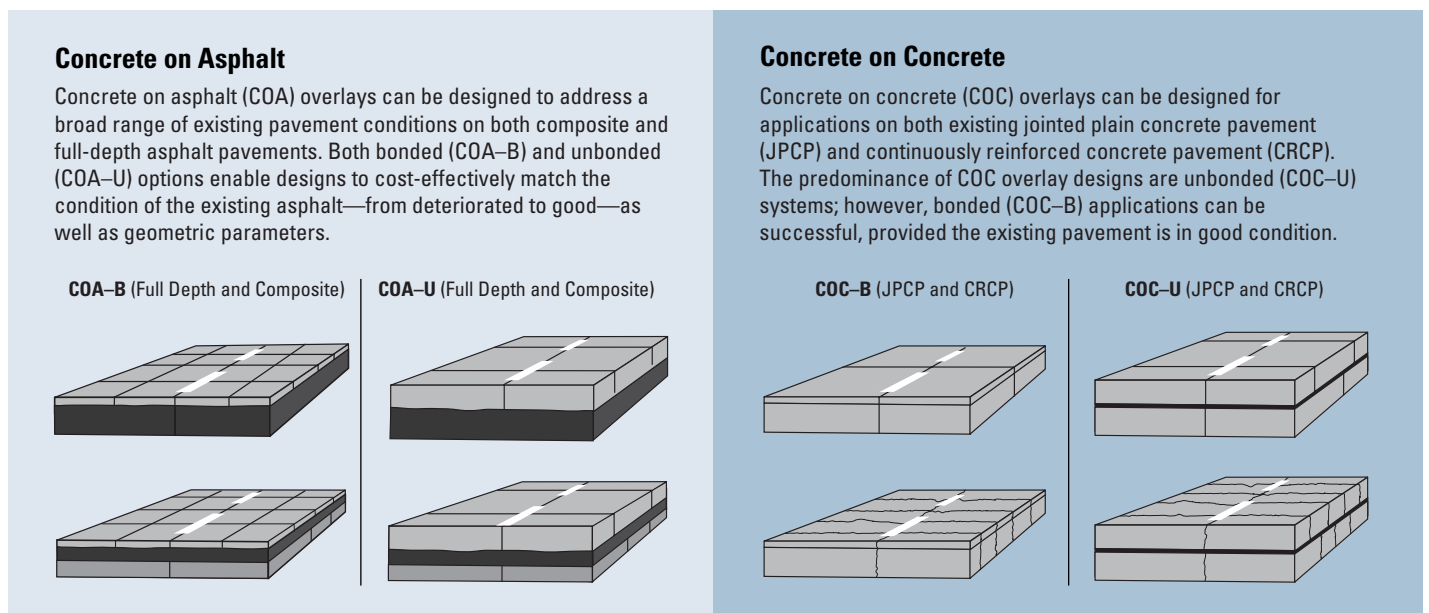 Concrete on Asphalt
Concrete on asphalt (COA) overlays can be designed to address a
broad range of existing pavement conditions on both composite and
full-depth asphalt pavements. Both bonded (COA–B) and unbonded
(COA–U) options enable designs to cost-effectively match the
condition of the existing asphalt—from deteriorated to good—as
well as geometric parameters.
COA–B (Full Depth and Composite)
COA–U (Full Depth and Composite)
Concrete on Concrete
Concrete on concrete (COC) overlays can be designed for
applications on both existing jointed plain concrete pavement
(JPCP) and continuously reinforced concrete pavement (CRCP).
The predominance of COC overlay designs are unbonded (COC–U)
systems; however, bonded (COC–B) applications can be
successful, provided the existing pavement is in good condition.
COC–B (JPCP and CRCP)
COC–U (JPCP and CRCP)